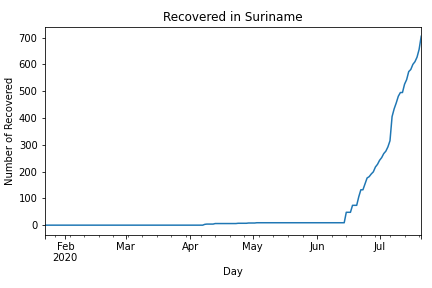 Recovered in Suriname
Number of Recovered
700
600
500
400
300
200
100
0
Feb
2020
Mar
Apr
May
Jun
Jul
Day